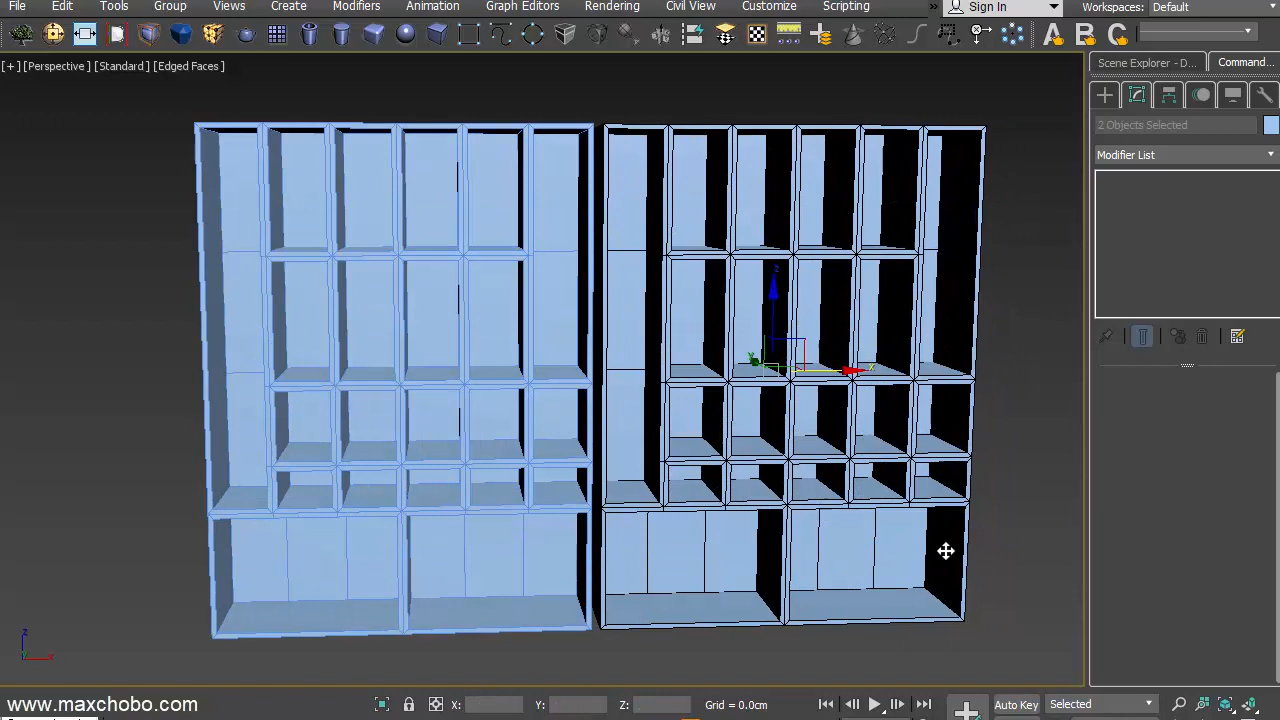 File Edit Tools Group Views Create Modifiers Animation Graph Editors Rendering Civil View Customize Scripting » Sign In Workspaces: Default
[+] [Perspective] [Standard] [Edged Faces]
Scene Explorer - D... Command...
2 Objects Selected
Modifier List
z
y
x
z
x
www.maxchobo.com
X: Y: Z: Grid = 0.0cm Auto Key Selected